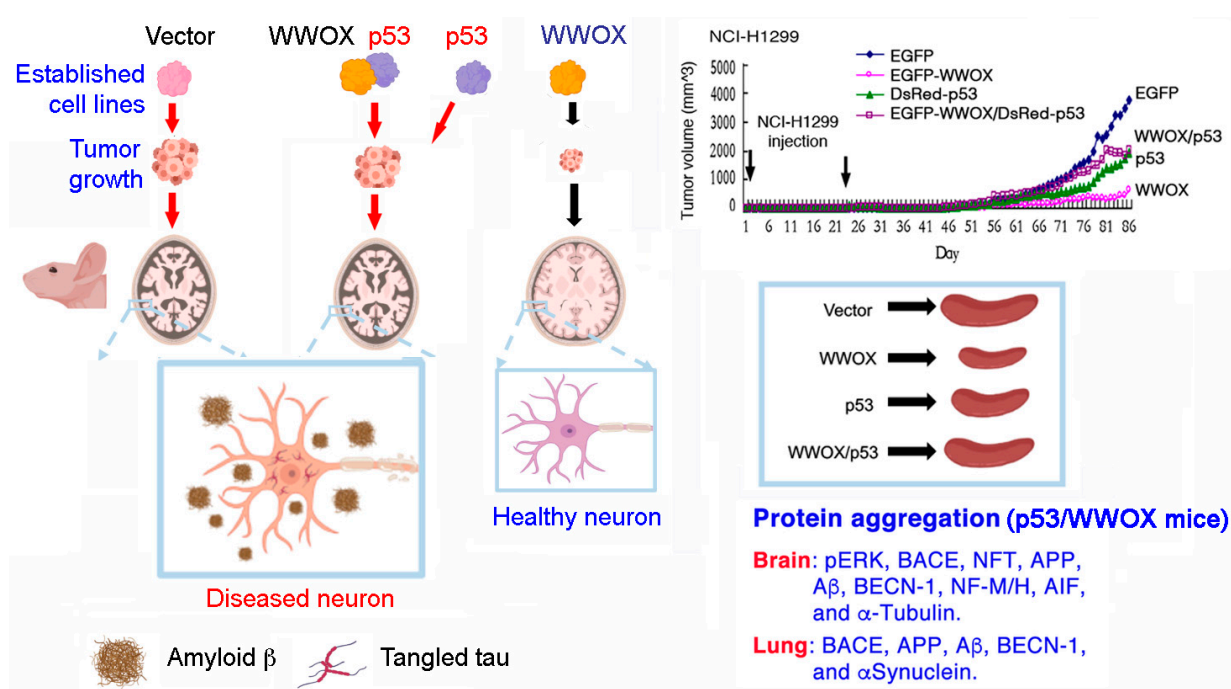 Vector
WWOX p53
p53
WWOX
Established
cell lines
Tumor
growth
Diseased neuron
Healthy neuron
Amyloid β
Tangled tau
NCI-H1299
EGFP
EGFP-WWOX
DsRed-p53
EGFP-WWOX/DsRed-p53
Tumor volume (mm^3)
5000
4000
3000
2000
1000
0
NCI-H1299
injection
EGFP
WWOX/p53
p53
WWOX
1 6 11 16 21 26 31 36 41 46 51 56 61 66 71 76 81 86
Day
Vector
WWOX
p53
WWOX/p53
Protein aggregation (p53/WWOX mice)
Brain: pERK, BACE, NFT, APP,
Aβ, BECN-1, NF-M/H, AIF,
and α-Tubulin.
Lung: BACE, APP, Aβ, BECN-1,
and αSynuclein.